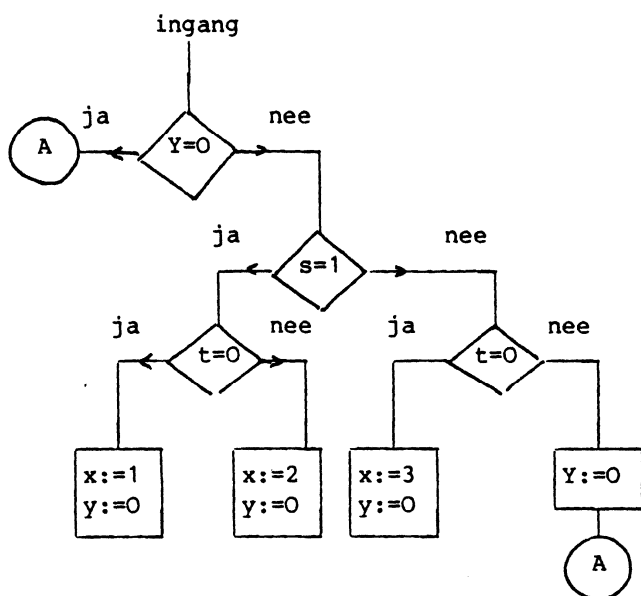 ingang
ja
nee
A
Y=0
ja
nee
s=1
ja
nee
ja
nee
t=0
t=0
x:=1
y:=0
x:=2
y:=0
x:=3
y:=0
Y:=0
A